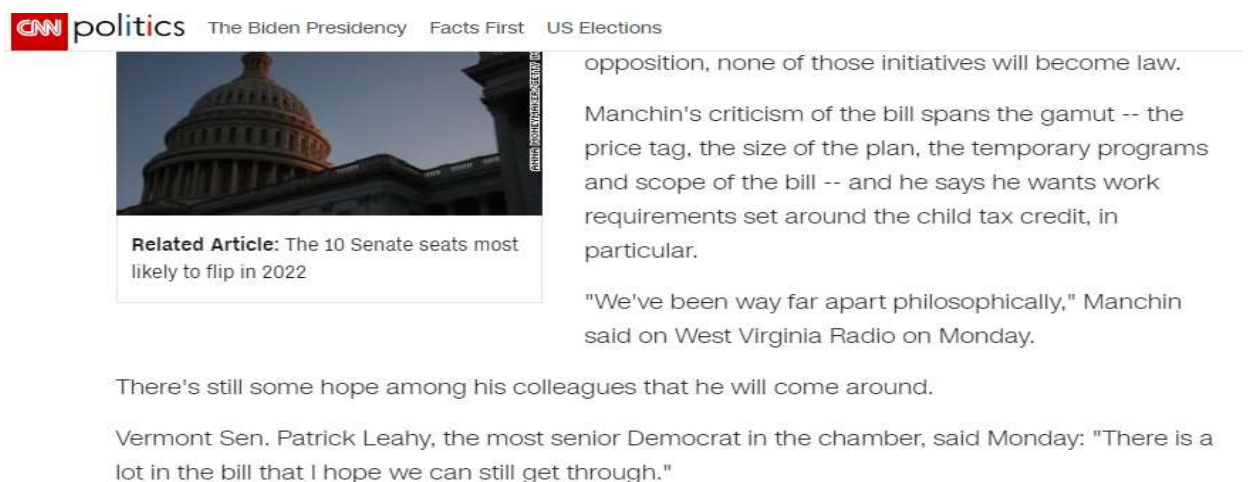 CNN politics The Biden Presidency Facts First US Elections
opposition, none of those initiatives will become law.
Manchin's criticism of the bill spans the gamut -- the
price tag, the size of the plan, the temporary programs
and scope of the bill -- and he says he wants work
requirements set around the child tax credit, in
particular.
ANNA MONEYMAKER/GETTY
Related Article: The 10 Senate seats most
likely to flip in 2022
"We've been way far apart philosophically," Manchin
said on West Virginia Radio on Monday.
There's still some hope among his colleagues that he will come around.
Vermont Sen. Patrick Leahy, the most senior Democrat in the chamber, said Monday: "There is a
lot in the bill that I hope we can still get through."